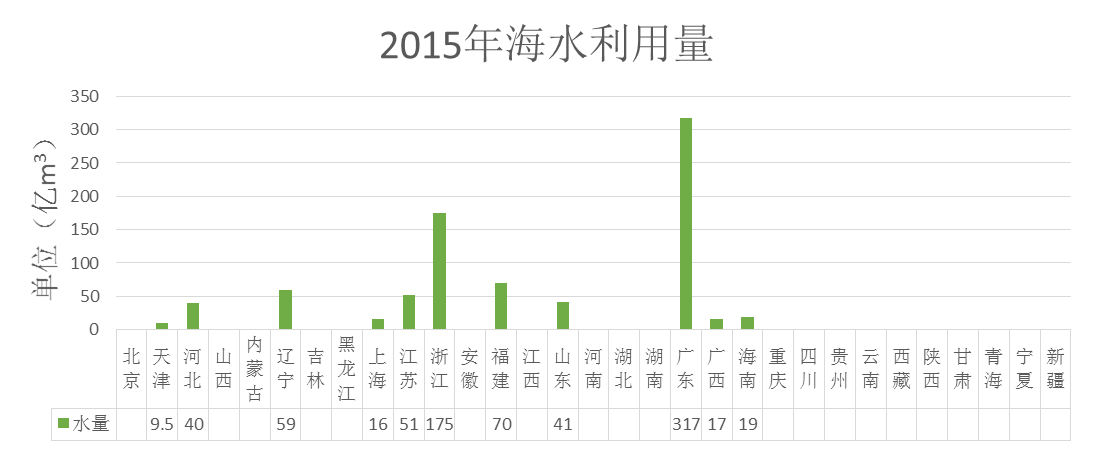 2015年海水利用量
单位（亿m³）
350
300
250
200
150
100
50
0
北京 天津 河北 山西 内蒙古 辽宁 吉林 黑龙江 上海 江苏 浙江 安徽 福建 江西 山东 河南 湖北 湖南 广东 广西 海南 重庆 四川 贵州 云南 西藏 陕西 甘肃 青海 宁夏 新疆
水量 9.5 40 59 16 51 175 70 41 317 17 19